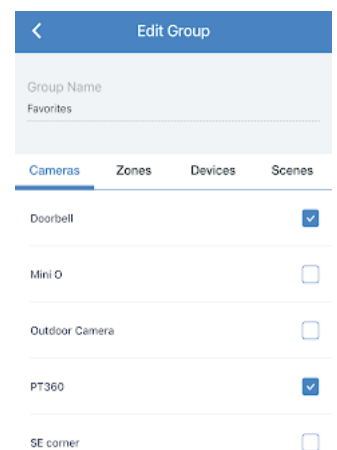 Edit Group
Group Name
Favorites
Cameras Zones Devices Scenes
Doorbell
Mini O
Outdoor Camera
PT360
SE corner